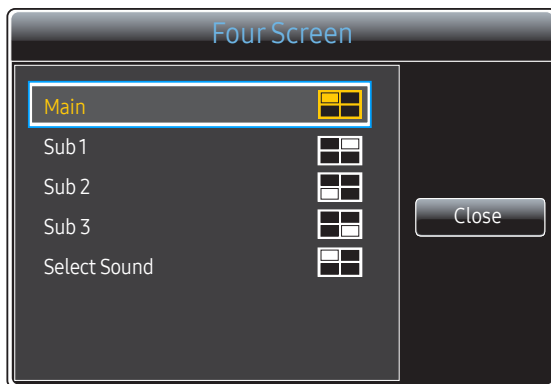 Four Screen
Main
Sub 1
Sub 2
Sub 3
Select Sound
Close